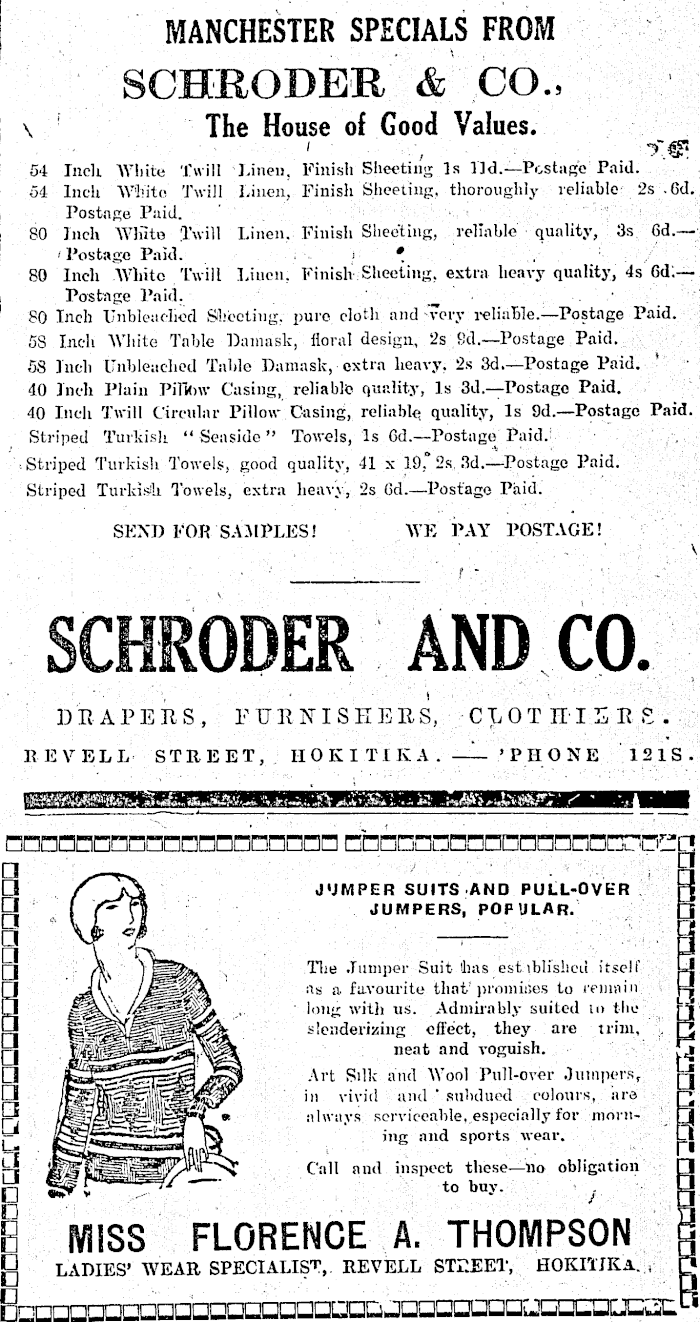 MANCHESTER SPECIALS FROM
SCHRODER & CO.,
The House of Good Values.
54 Inch White Twill Linen, Finish Sheeting 1s 11d.—Postage Paid.
54 Inch White Twill Linen, Finish Sheeting, thoroughly reliable 2s 6d.
Postage Paid.
80 Inch White Twill Linen, Finish Sheeting, reliable quality, 3s 6d.—
Postage Paid.
80 Inch White Twill Linen, Finish Sheeting, extra heavy quality, 4s 6d.—
Postage Paid.
80 Inch Unbleached Sheeting, pure cloth and very reliable.—Postage Paid.
58 Inch White Table Damask, floral design, 2s 9d.—Postage Paid.
58 Inch Unbleached Table Damask, extra heavy, 2s 3d.—Postage Paid.
40 Inch Plain Pillow Casing, reliable quality, 1s 3d.—Postage Paid.
40 Inch Twill Circular Pillow Casing, reliable quality, 1s 9d.—Postage Paid.
Striped Turkish "Seaside" Towels, 1s 6d.—Postage Paid.
Striped Turkish Towels, good quality, 41 x 19, 2s 3d.—Postage Paid.
Striped Turkish Towels, extra heavy, 2s 6d.—Postage Paid.
SEND FOR SAMPLES! WE PAY POSTAGE!
SCHRODER AND CO.
DRAPERS, FURNISHERS, CLOTHIERS.
REVELL STREET, HOKITIKA. — 'PHONE 121S.
JUMPER SUITS AND PULL-OVER
JUMPERS, POPULAR.
The Jumper Suit has established itself
as a favourite that promises to remain
long with us. Admirably suited to the
slenderizing effect, they are trim,
neat and voguish.
Art Silk and Wool Pull-over Jumpers,
in vivid and subdued colours, are
always serviceable, especially for morn-
ing and sports wear.
Call and inspect these—no obligation
to buy.
MISS FLORENCE A. THOMPSON
LADIES' WEAR SPECIALIST, REVELL STREET, HOKITIKA.